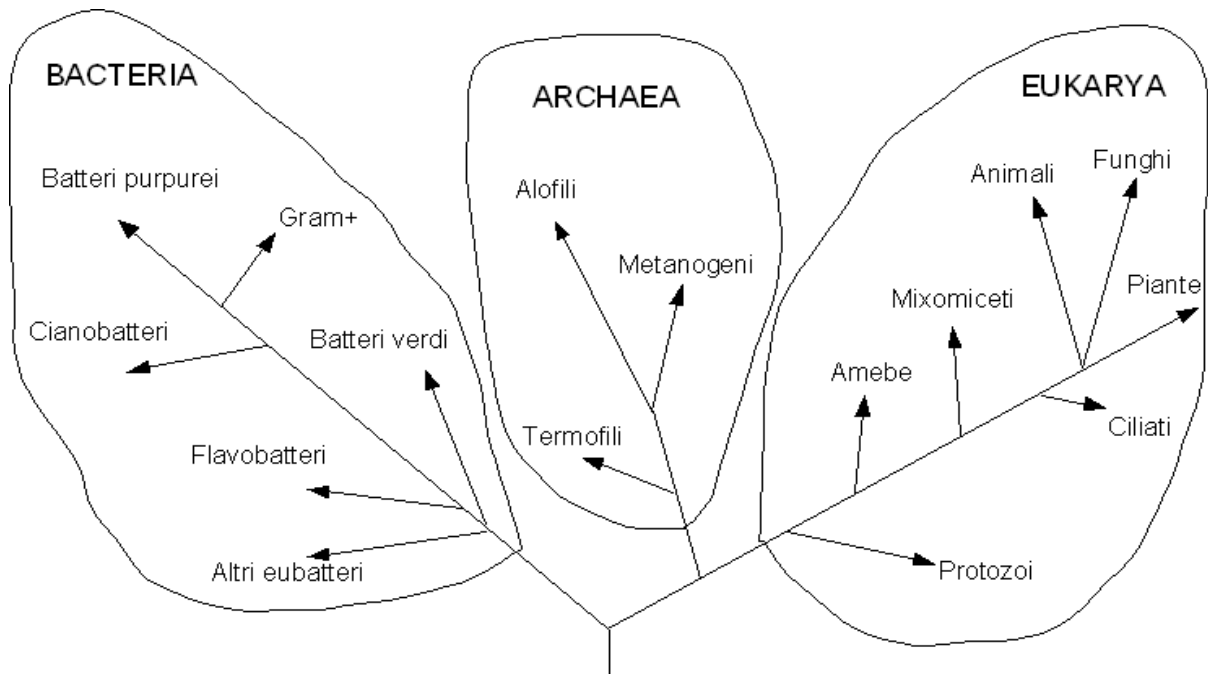 BACTERIA
Batteri purpurei
Gram+
Cianobatteri
Batteri verdi
Flavobatteri
Altri eubatteri
ARCHAEA
Alofili
Metanogeni
Termofili
EUKARYA
Animali
Funghi
Piante
Mixomiceti
Amebe
Ciliati
Protozoi